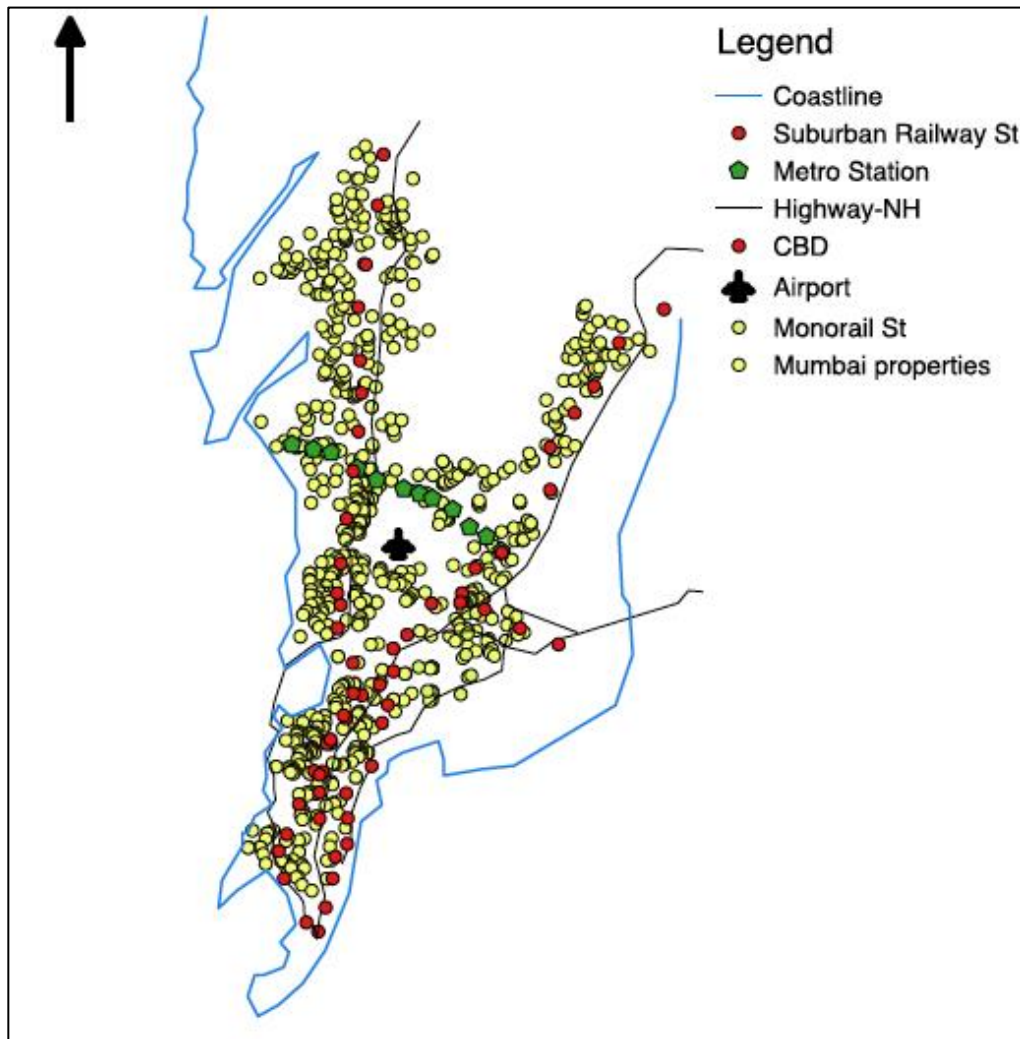 Legend
Coastline
Suburban Railway St
Metro Station
Highway-NH
CBD
Airport
Monorail St
Mumbai properties